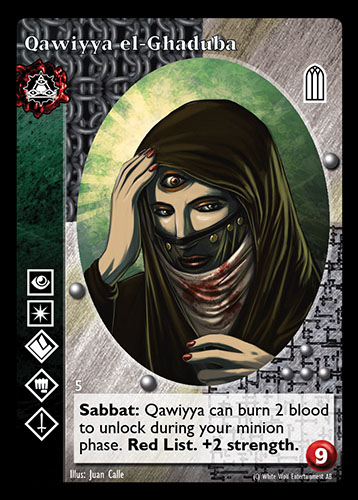 Qawiyya el-Ghaduba
5
Sabbat: Qawiyya can burn 2 blood
to unlock during your minion
phase. Red List. +2 strength.
9
Illus: Juan Calle
(C) White Wolf Entertainment AB